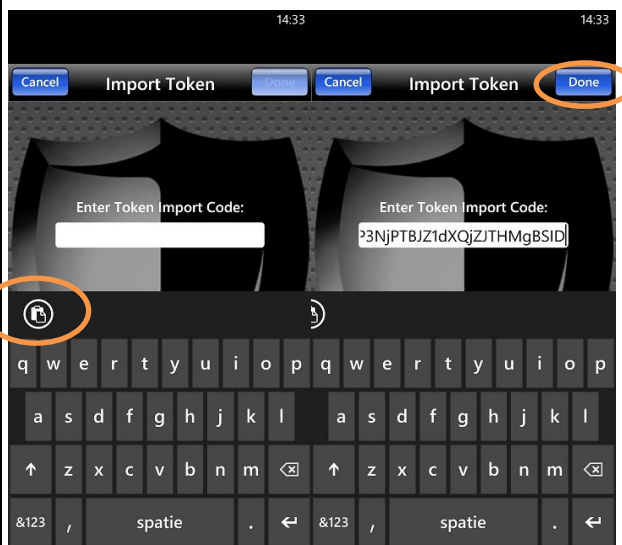 14:33
Cancel Import Token Done
Enter Token Import Code:
q w e r t y u i o p
a s d f g h j k l
z x c v b n m
&123 , spatie .
14:33
Cancel Import Token Done
Enter Token Import Code:
P3NjPTBJZ1dXQjZJTHMgBSID
q w e r t y u i o p
a s d f g h j k l
z x c v b n m
&123 , spatie .